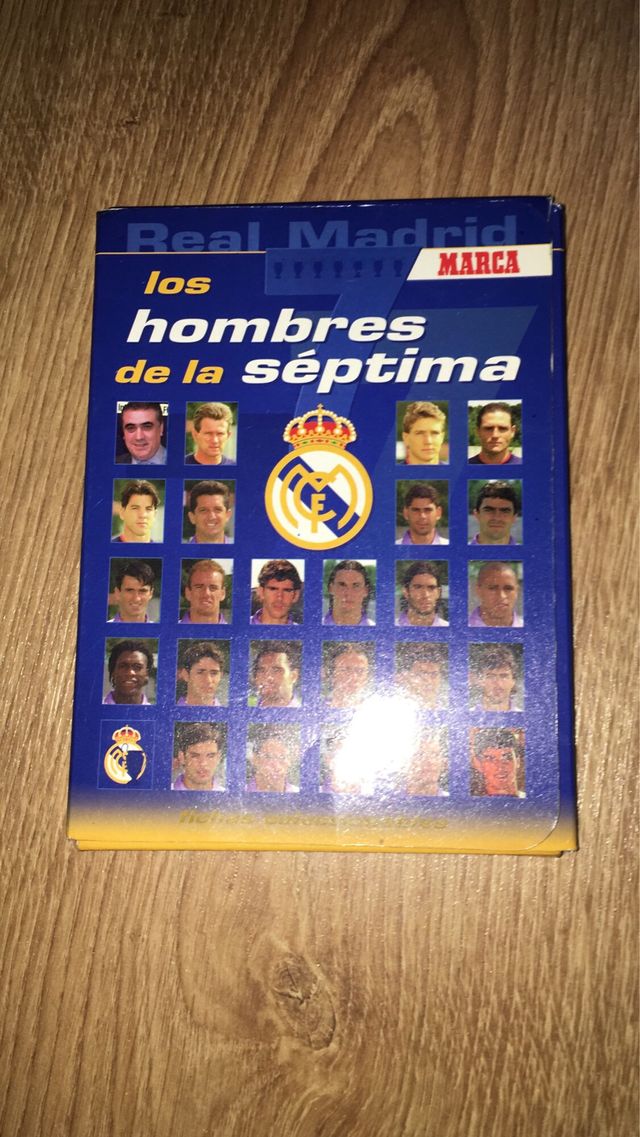 Real Madrid
MARCA
los
hombres
de la séptima